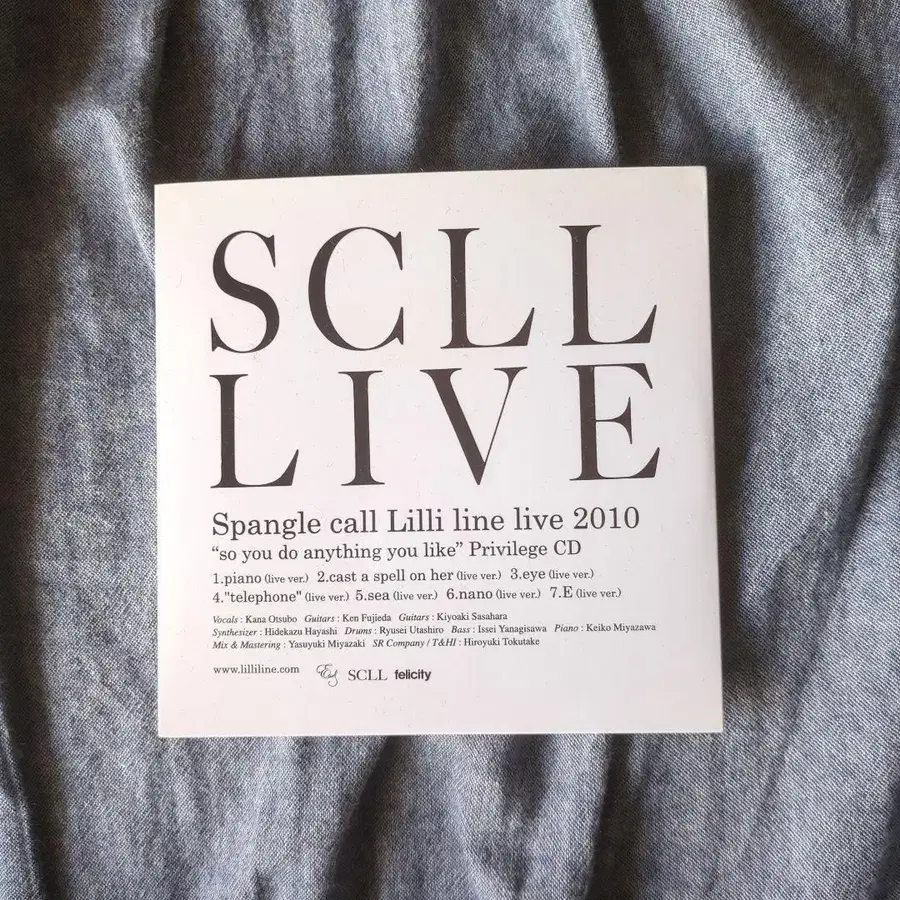 SCLL
LIVE
Spangle call Lilli line live 2010
“so you do anything you like” Privilege CD
1.piano (live ver.) 2.cast a spell on her (live ver.) 3.eye (live ver.)
4."telephone" (live ver.) 5.sea (live ver.) 6.nano (live ver.) 7.E (live ver.)
Vocals : Kana Otsubo Guitars : Ken Fujieda Guitars : Kiyoaki Sasahara
Synthesizer : Hidekazu Hayashi Drums : Ryusei Utashiro Bass : Issei Yanagisawa Piano : Keiko Miyazawa
Mix & Mastering : Yasuyuki Miyazaki SR Company / T&HI : Hiroyuki Tokutake
www.lilliline.com SCLL felicity